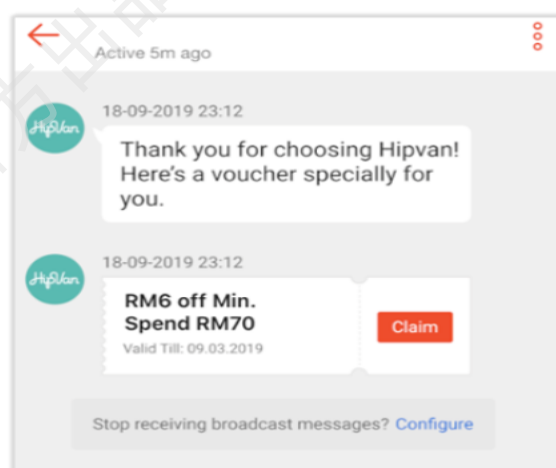 Active 5m ago
18-09-2019 23:12
HipVan
Thank you for choosing Hipvan!
Here's a voucher specially for
you.
18-09-2019 23:12
HipVan
RM6 off Min.
Spend RM70
Claim
Valid Till: 09.03.2019
Stop receiving broadcast messages? Configure